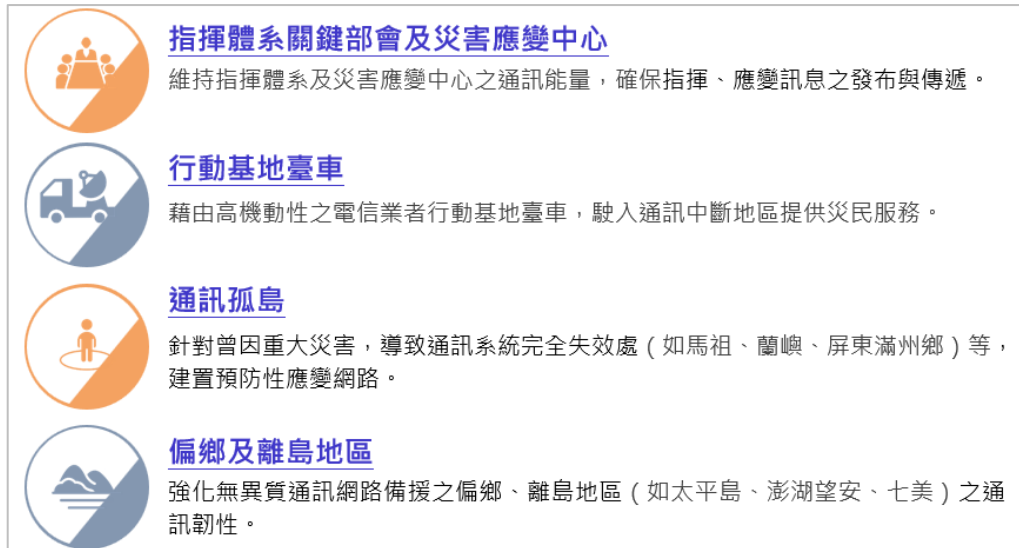 指揮體系關鍵部會及災害應變中心
維持指揮體系及災害應變中心之通訊能量，確保指揮、應變訊息之發布與傳遞。
行動基地臺車
藉由高機動性之電信業者行動基地臺車，駛入通訊中斷地區提供災民服務。
通訊孤島
針對曾因重大災害，導致通訊系統完全失效處（如馬祖、蘭嶼、屏東滿州鄉）等，
建置預防性應變網路。
偏鄉及離島地區
強化無異質通訊網路備援之偏鄉、離島地區（如太平島、澎湖望安、七美）之通
訊韌性。